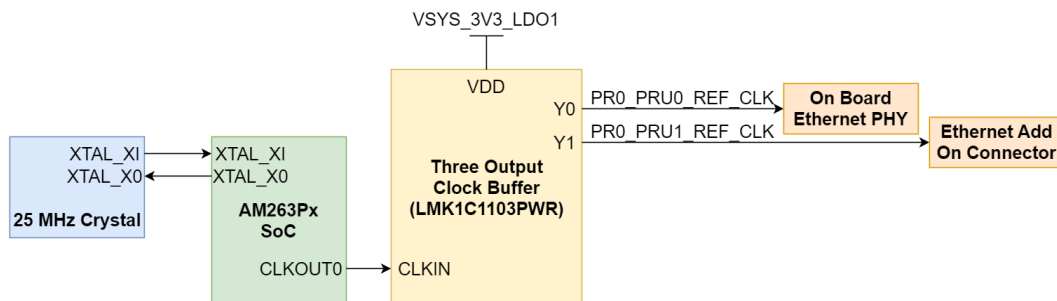 VSYS_3V3_LDO1
VDD
Y0
PR0_PRU0_REF_CLK
On Board
Ethernet PHY
Y1
PR0_PRU1_REF_CLK
Ethernet Add
On Connector
XTAL_XI
XTAL_X0
25 MHz Crystal
XTAL_XI
XTAL_X0
AM263Px
SoC
CLKOUT0
Three Output
Clock Buffer
(LMK1C1103PWR)
CLKIN